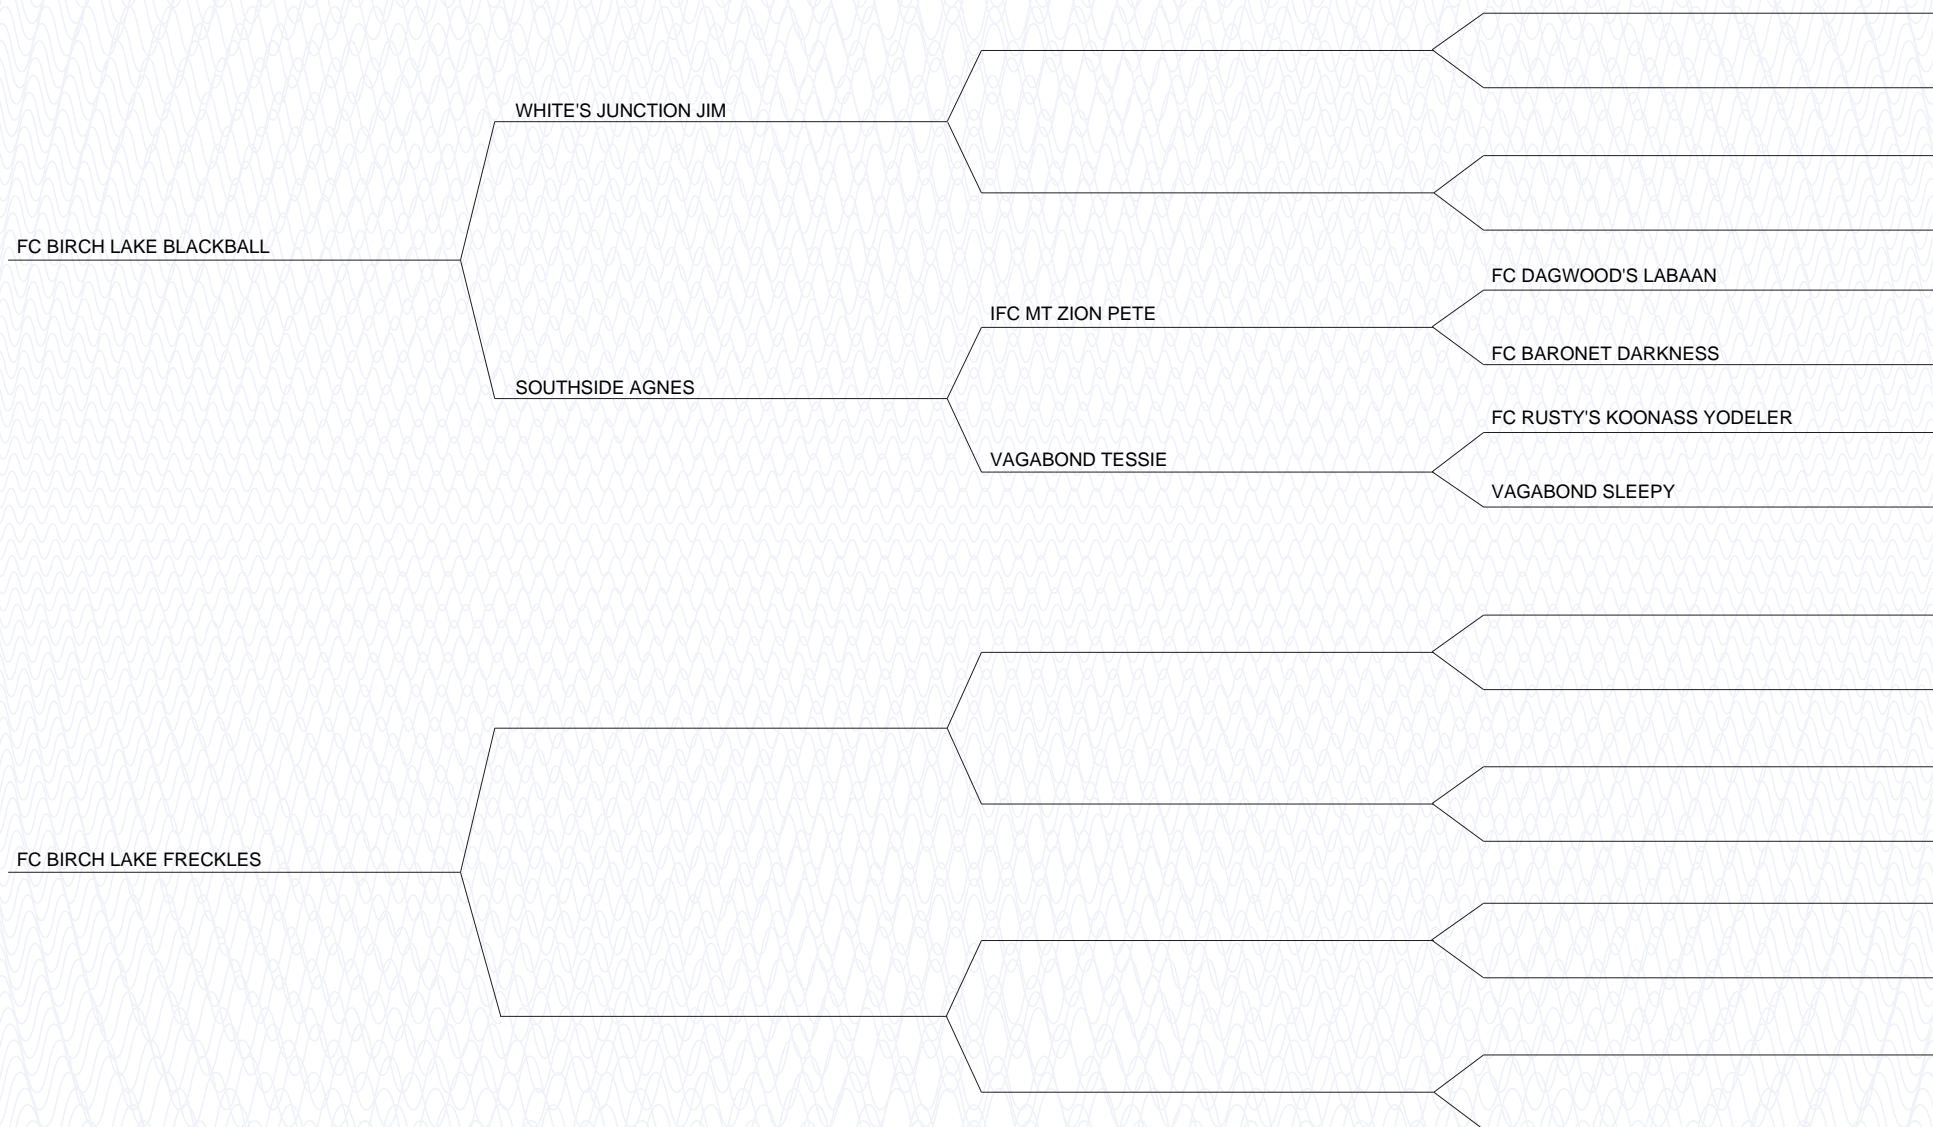 WHITE'S JUNCTION JIM
FC BIRCH LAKE BLACKBALL
FC DAGWOOD'S LABAAN
IFC MT ZION PETE
FC BARONET DARKNESS
SOUTHSIDE AGNES
FC RUSTY'S KOONASS YODELER
VAGABOND TESSIE
VAGABOND SLEEPY
FC BIRCH LAKE FRECKLES